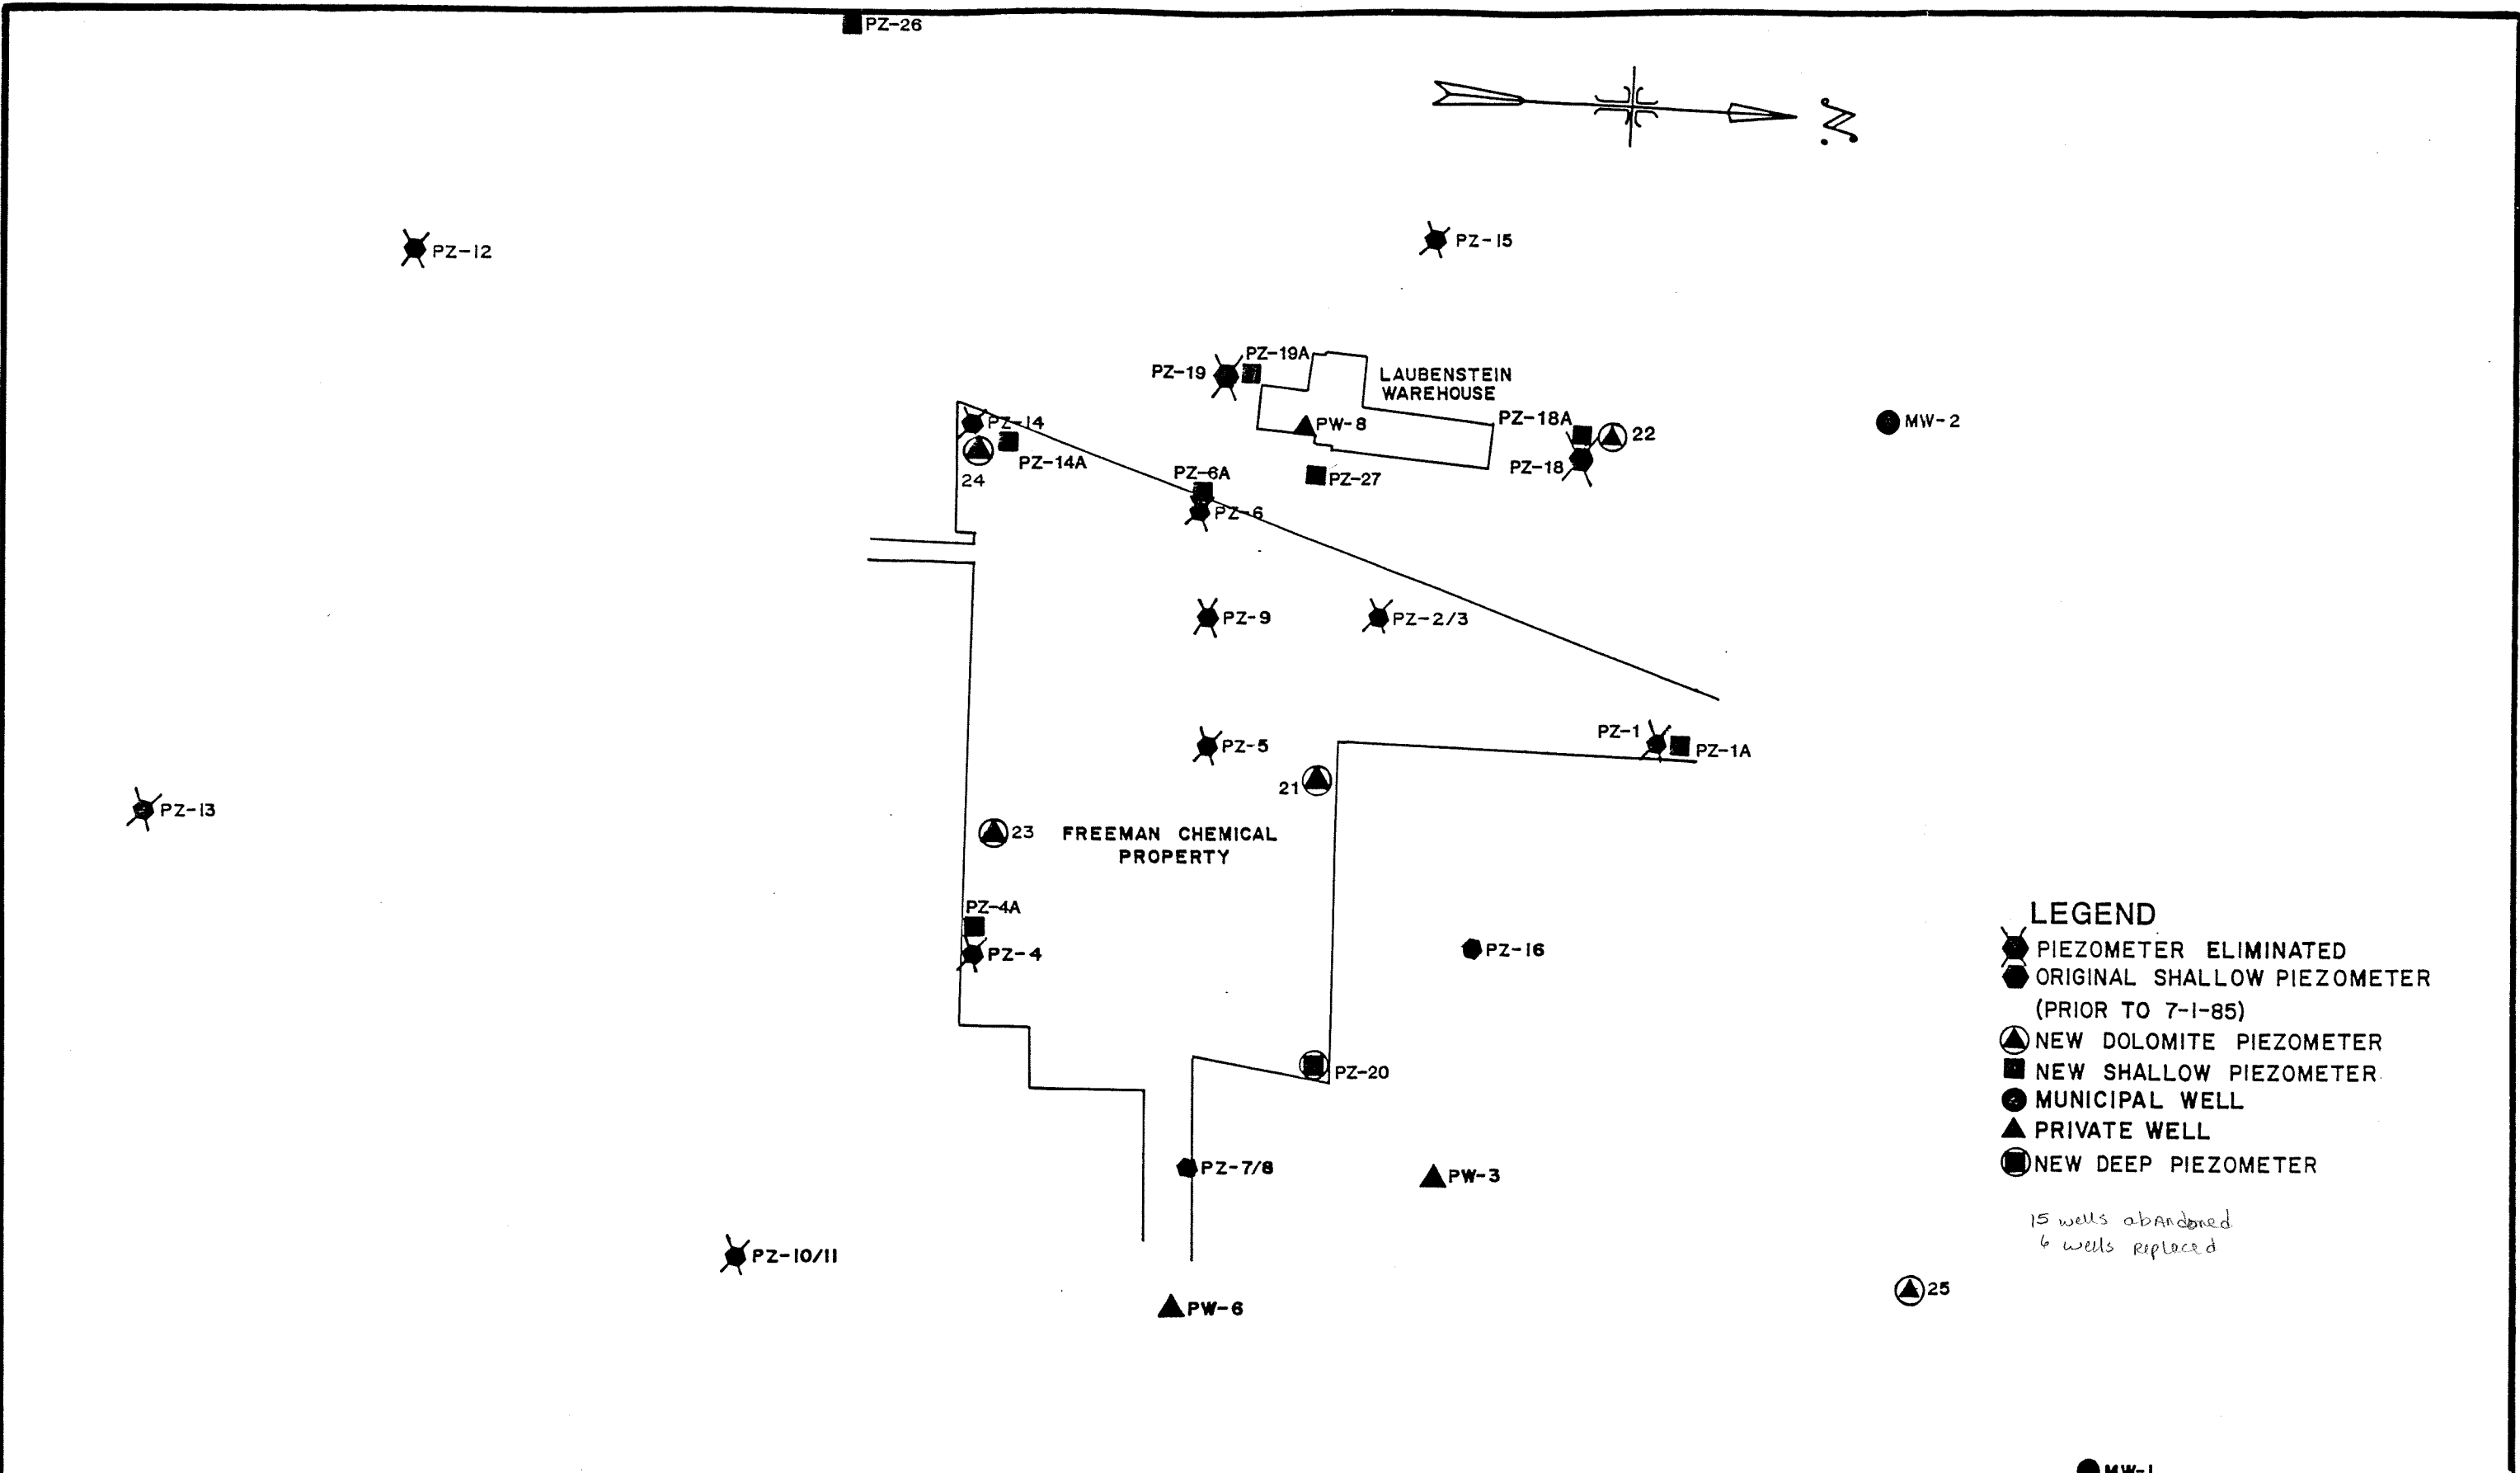 PZ-26
N
PZ-12
PZ-15
PZ-19A
PZ-19
LAUBENSTEIN
WAREHOUSE
PZ-14
PW-8
PZ-18A
22
MW-2
PZ-14A
24
PZ-6A
PZ-27
PZ-18
PZ-6
PZ-9
PZ-2/3
PZ-1
PZ-1A
PZ-5
21
PZ-13
23
FREEMAN CHEMICAL
PROPERTY
PZ-4A
PZ-4
PZ-16
LEGEND
PIEZOMETER ELIMINATED
ORIGINAL SHALLOW PIEZOMETER
(PRIOR TO 7-1-85)
NEW DOLOMITE PIEZOMETER
NEW SHALLOW PIEZOMETER
MUNICIPAL WELL
PRIVATE WELL
NEW DEEP PIEZOMETER
PZ-20
PZ-7/8
PW-3
15 wells abandoned
6 wells replaced
PZ-10/11
25
PW-6
MW-1